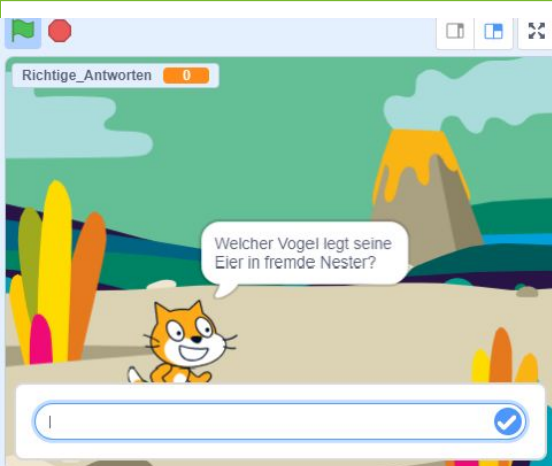 Richtige_Antworten 0
Welcher Vogel legt seine
Eier in fremde Nester?